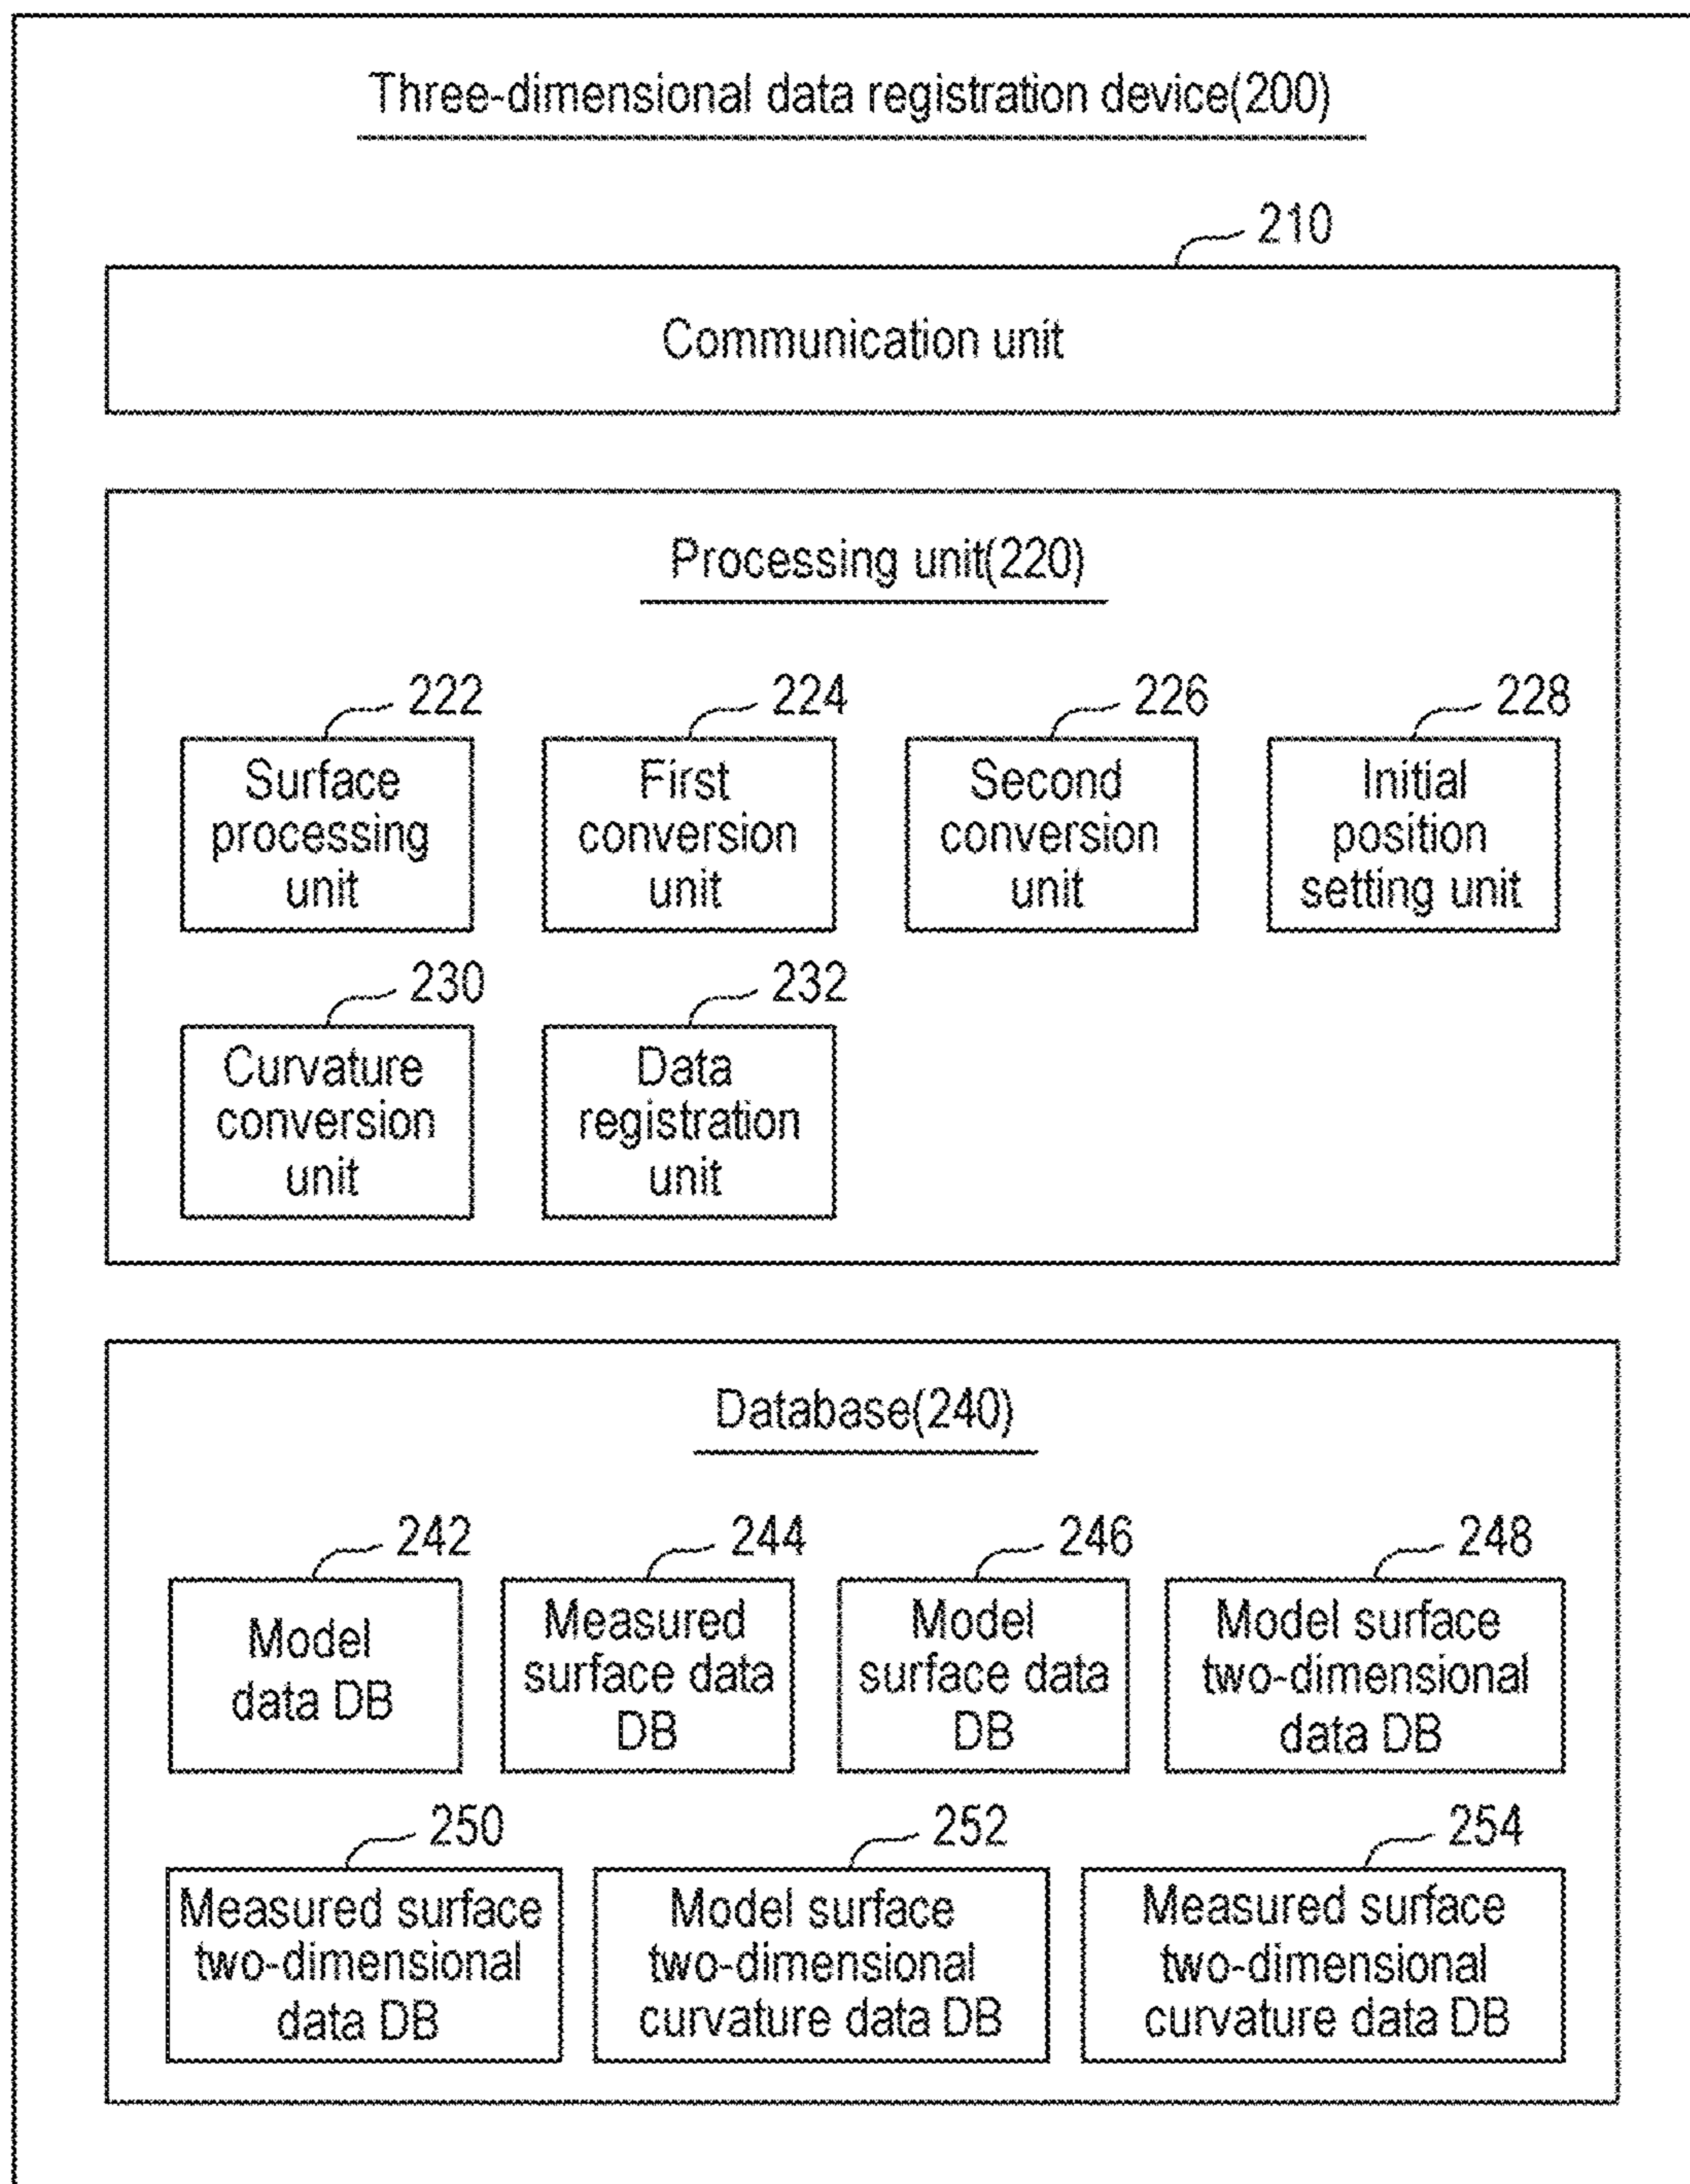 Three-dimensional data registration device(200)
210
Communication unit
Processing unit(220)
222
Surface
processing
unit
224
First
conversion
unit
226
Second
conversion
unit
228
Initial
position
setting unit
230
Curvature
conversion
unit
232
Data
registration
unit
Database(240)
242
Model
data DB
244
Measured
surface data
DB
246
Model
surface data
DB
248
Model surface
two-dimensional
data DB
250
Measured surface
two-dimensional
data DB
252
Model surface
two-dimensional
curvature data DB
254
Measured surface
two-dimensional
curvature data DB